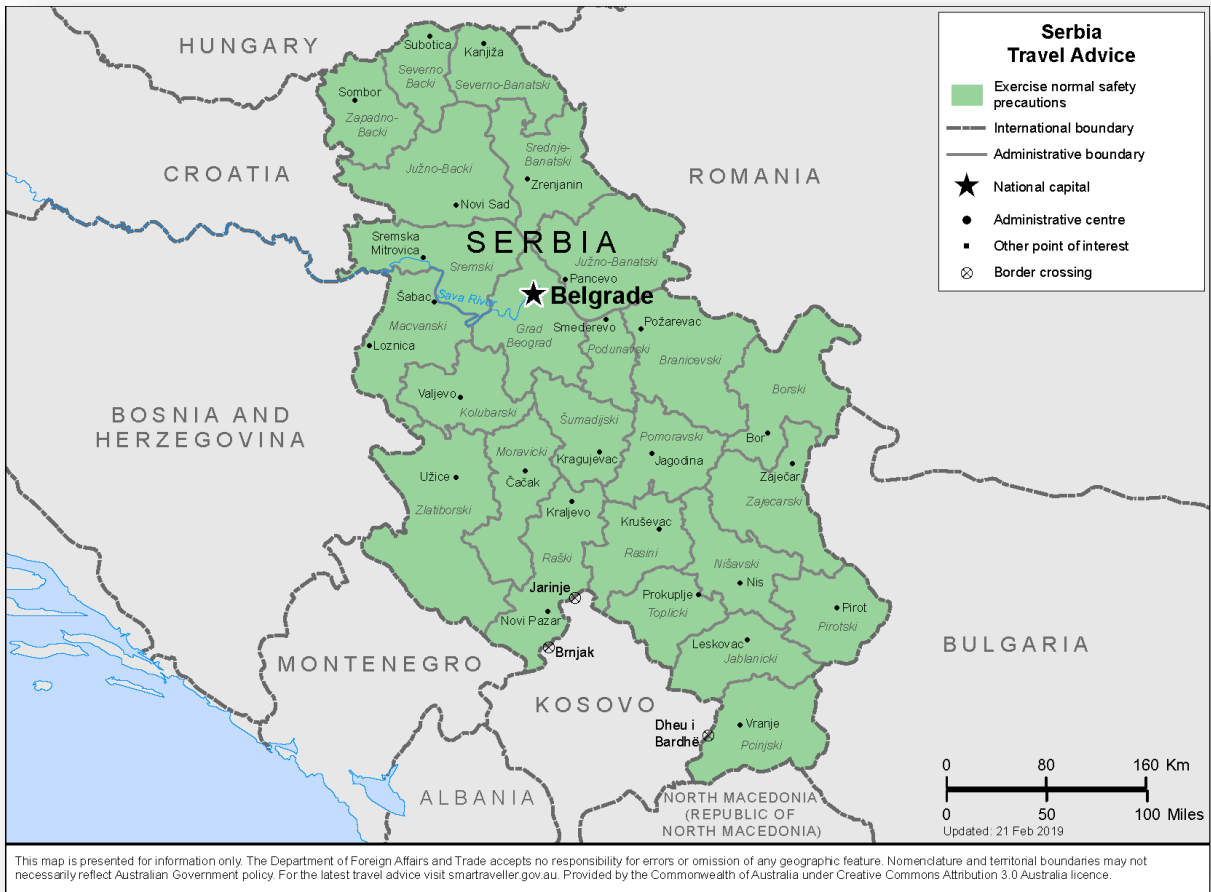 HUNGARY
CROATIA
ROMANIA
BOSNIA AND
HERZEGOVINA
MONTENEGRO
ALBANIA
KOSOVO
NORTH MACEDONIA
(REPUBLIC OF
NORTH MACEDONIA)
BULGARIA
SERBIA
Belgrade
Subotica
Kanjiža
Severno
Backi
Severno-Banatski
Sombor
Zapadno-
Backi
Južno-Backi
Srednje-
Banatski
Zrenjanin
Novi Sad
Sremska
Mitrovica
Sremski
Južno-Banatski
Pancevo
Šabac
Sava River
Macvanski
Loznica
Grad
Beograd
Smederevo
Podunavski
Požarevac
Branicevski
Borski
Bor
Valjevo
Kolubarski
Šumadijski
Kragujevac
Pomoravski
Jagodina
Zaječar
Zajecarski
Moravicki
Čačak
Užice
Zlatiborski
Kraljevo
Raški
Kruševac
Rasini
Nišavski
Nis
Prokuplje
Toplicki
Pirot
Pirotski
Jarinje
Novi Pazar
Brnjak
Leskovac
Jablanicki
Dheu i
Bardhë
Vranje
Pcinjski
Serbia
Travel Advice
Exercise normal safety
precautions
International boundary
Administrative boundary
National capital
Administrative centre
Other point of interest
Border crossing
0 80 160 Km
0 50 100 Miles
Updated: 21 Feb 2019
This map is presented for information only. The Department of Foreign Affairs and Trade accepts no responsibility for errors or omission of any geographic feature. Nomenclature and territorial boundaries may not
necessarily reflect Australian Government policy. For the latest travel advice visit smartraveller.gov.au. Provided by the Commonwealth of Australia under Creative Commons Attribution 3.0 Australia licence.